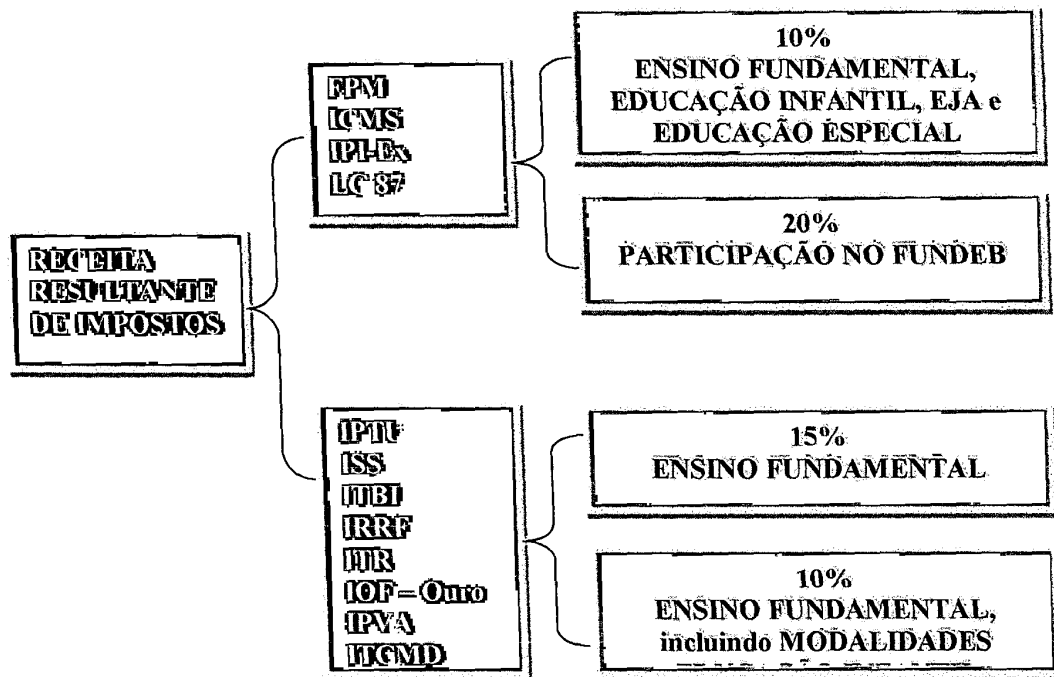 RECEITA
RESULTANTE
DE IMPOSTOS
FPM
ICMS
IPI-Ex
LC 87
10%
ENSINO FUNDAMENTAL,
EDUCAÇÃO INFANTIL, EJA e
EDUCAÇÃO ESPECIAL
20%
PARTICIPAÇÃO NO FUNDEB
IPTU
ISS
ITBI
IRRF
ITR
IOF – Ouro
IPVA
ITCMD
15%
ENSINO FUNDAMENTAL
10%
ENSINO FUNDAMENTAL,
incluindo MODALIDADES